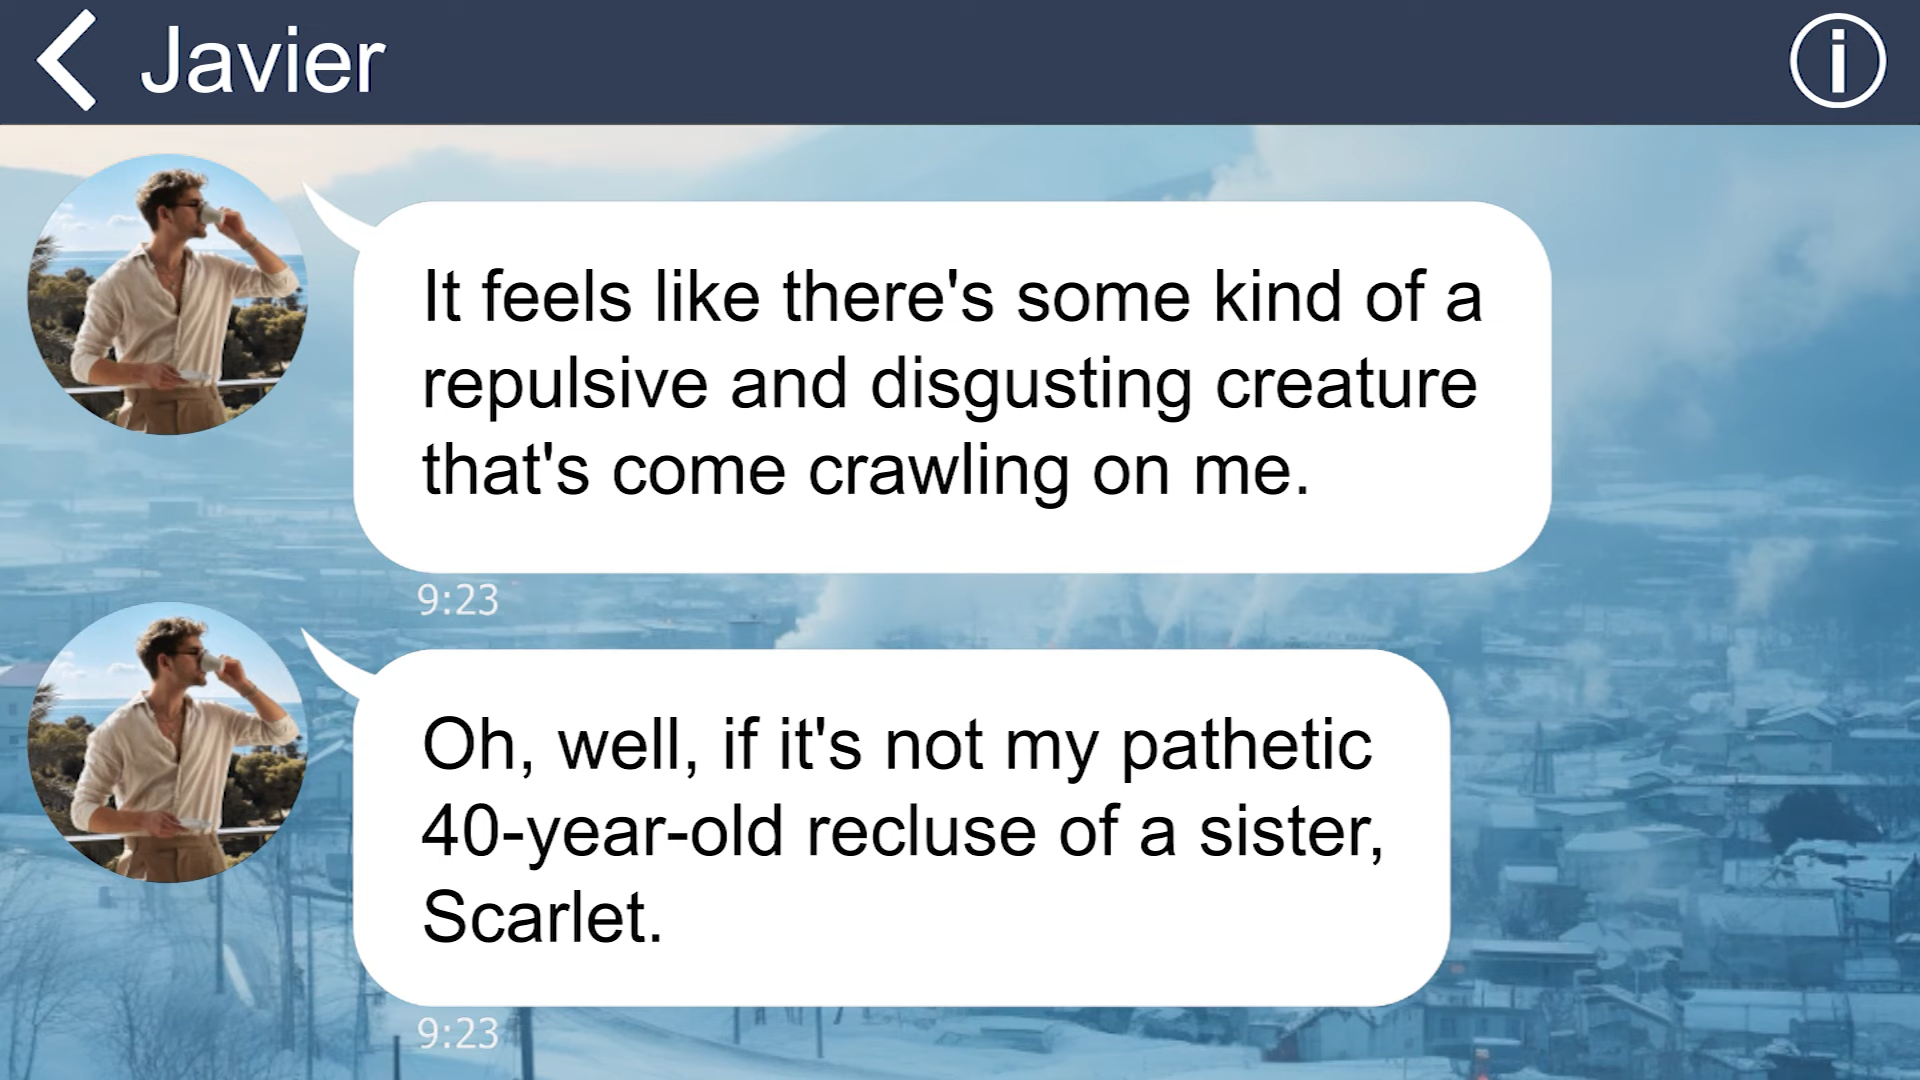 Javier
It feels like there's some kind of a
repulsive and disgusting creature
that's come crawling on me.
9:23
Oh, well, if it's not my pathetic
40-year-old recluse of a sister,
Scarlet.
9:23